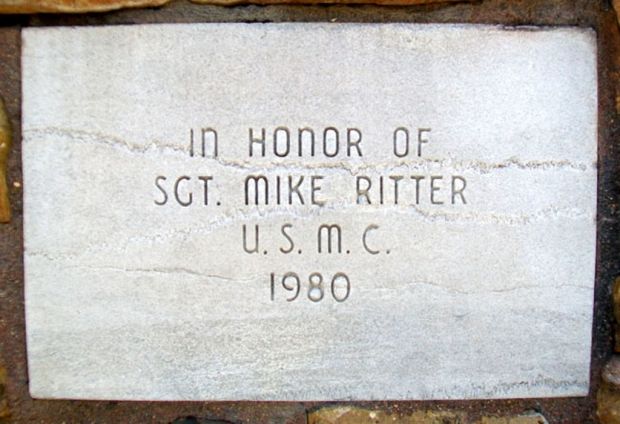 IN HONOR OF
SGT. MIKE RITTER
U.S.M.C.
1980